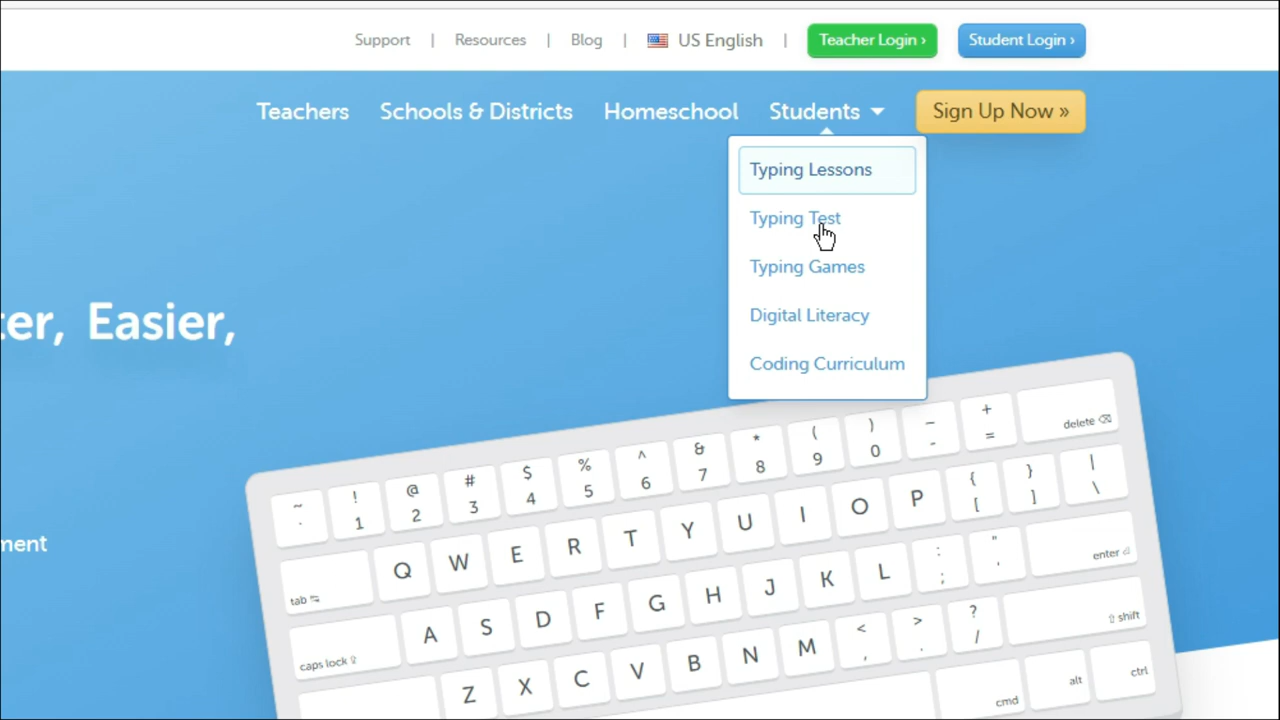 Support | Resources | Blog | US English | Teacher Login › Student Login ›
Teachers Schools & Districts Homeschool Students Sign Up Now »
Typing Lessons
Typing Test
Typing Games
Digital Literacy
Coding Curriculum
ter, Easier,
ment
~ ! @ # $ % ^ & * ( ) – +
` 1 2 3 4 5 6 7 8 9 0 - = delete
tab Q W E R T Y U I O P { [ } ] | \
caps lock A S D F G H J K L : ; " ' enter
Z X C V B N M < , > . ? / shift
cmd alt ctrl